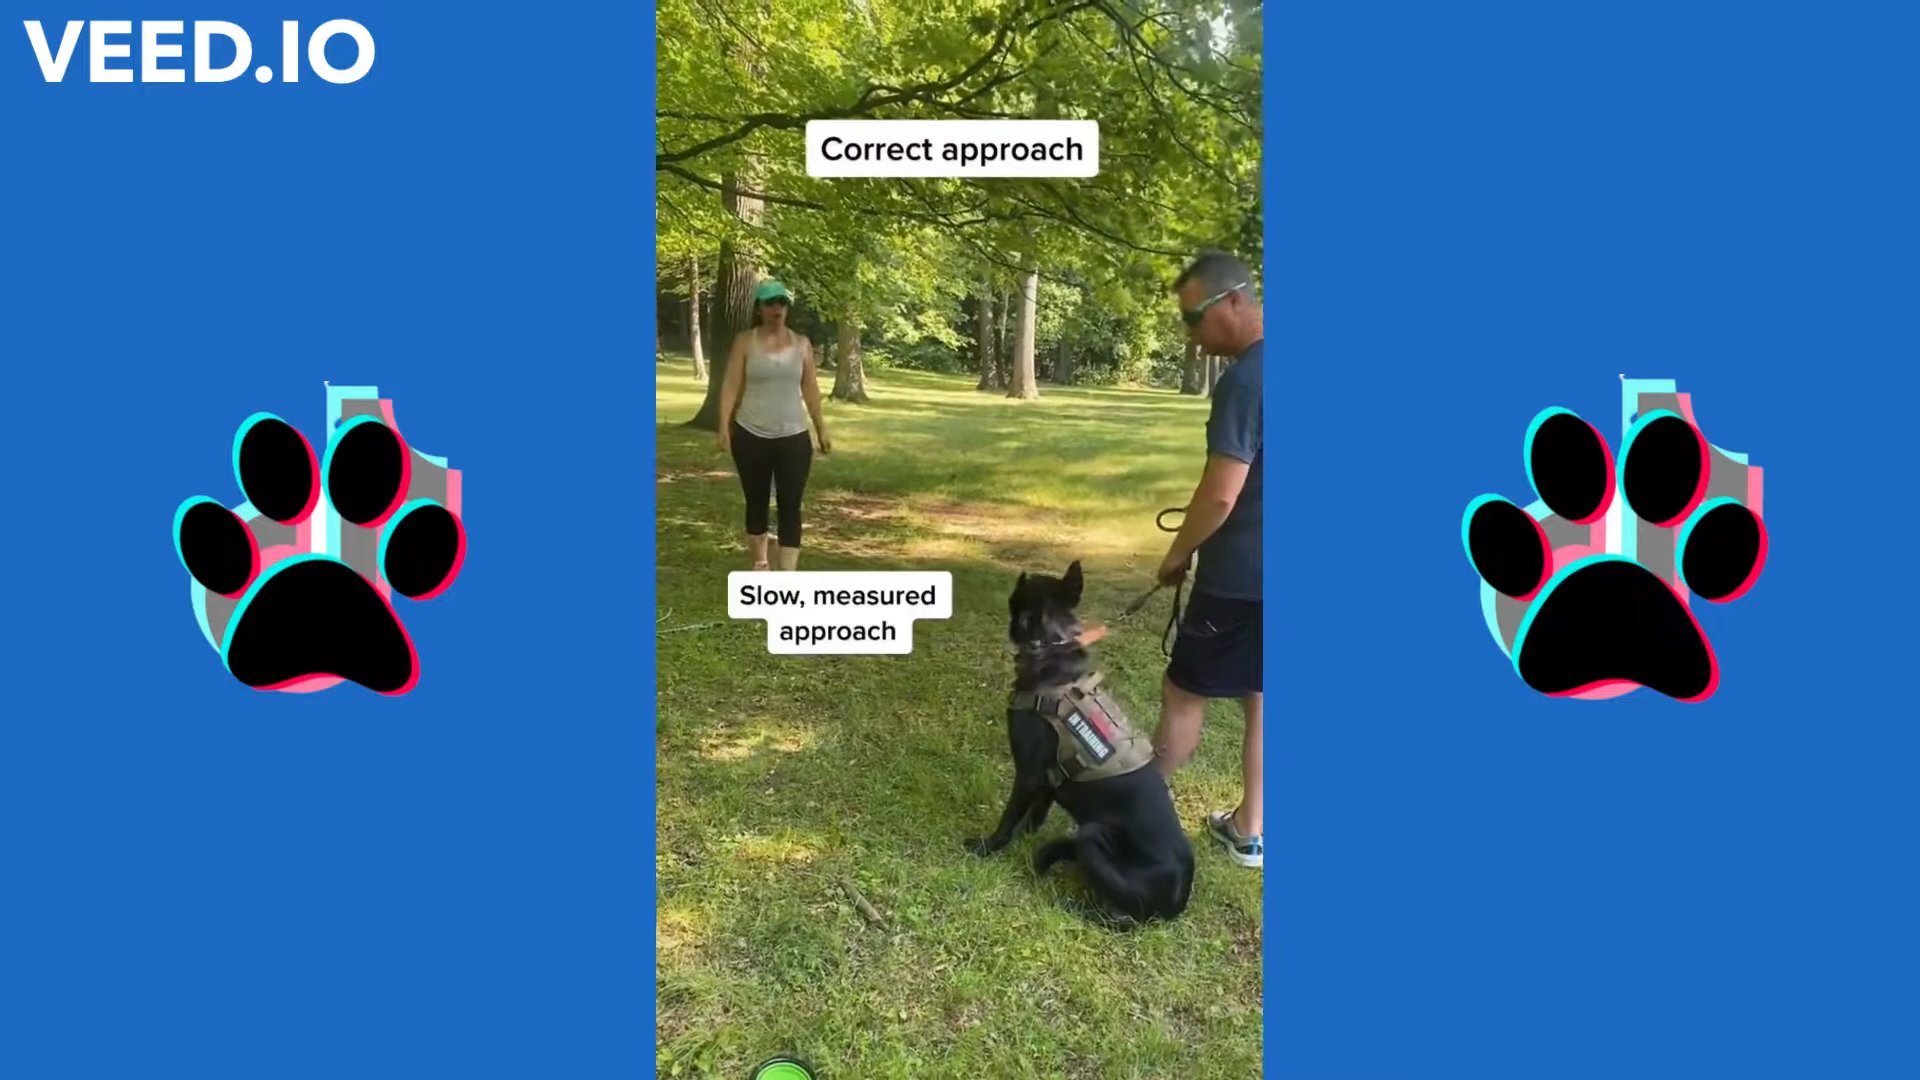 VEED.IO
Correct approach
Slow, measured
approach
IN TRAINING